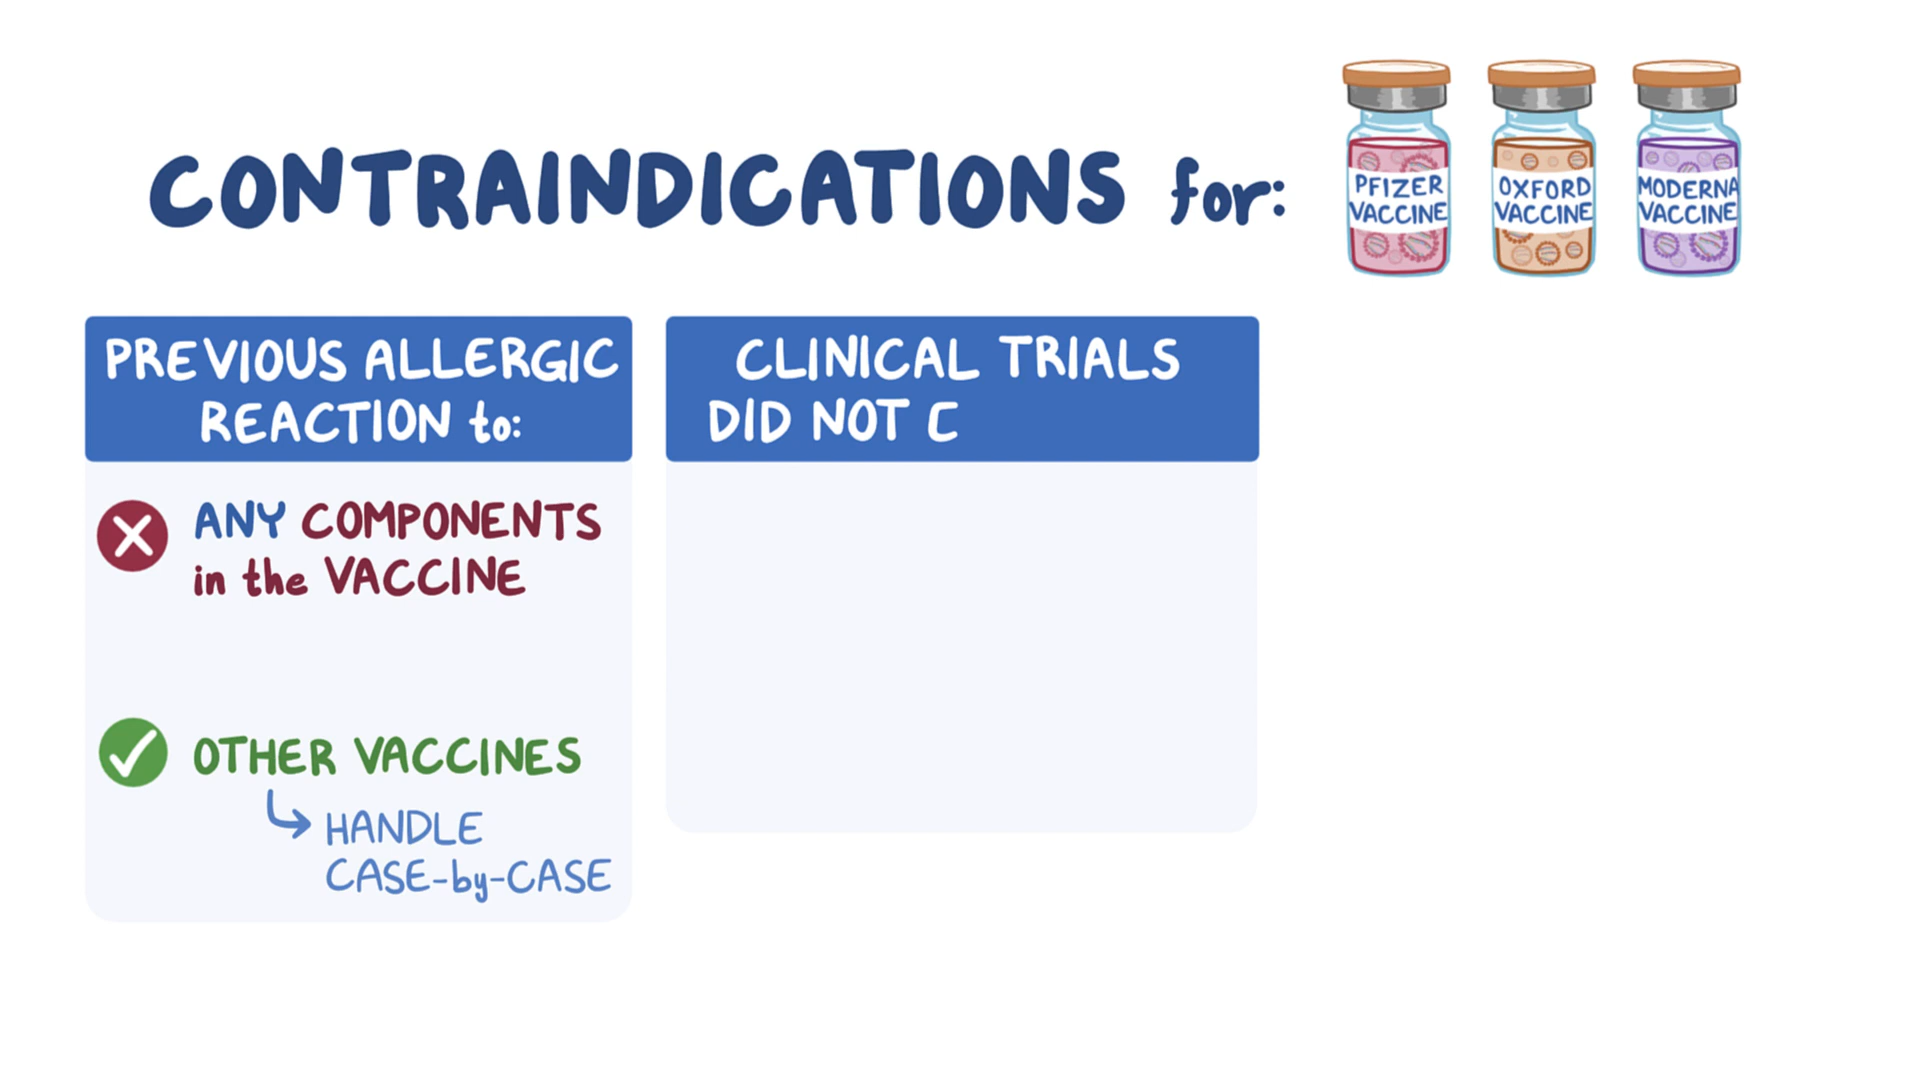 CONTRAINDICATIONS for:
PFIZER
VACCINE
OXFORD
VACCINE
MODERNA
VACCINE
PREVIOUS ALLERGIC
REACTION to:
ANY COMPONENTS
in the VACCINE
OTHER VACCINES
HANDLE
CASE-by-CASE
CLINICAL TRIALS
DID NOT C